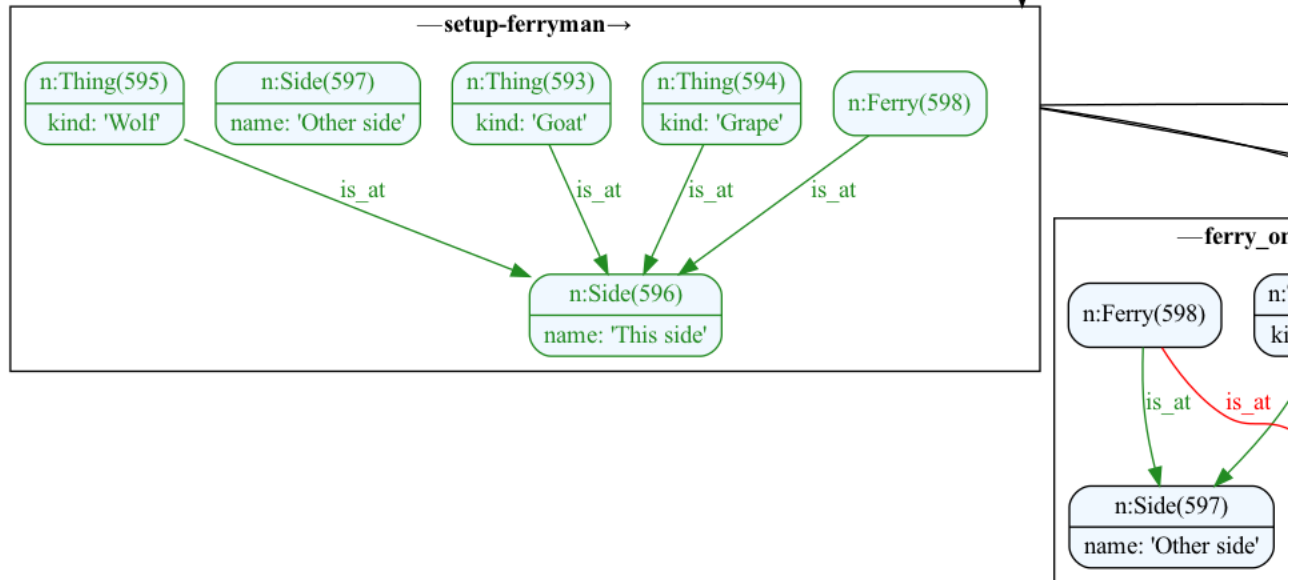 —setup-ferryman→
n:Thing(595)
kind: 'Wolf'
n:Side(597)
name: 'Other side'
n:Thing(593)
kind: 'Goat'
n:Thing(594)
kind: 'Grape'
n:Ferry(598)
is_at
is_at
is_at
is_at
n:Side(596)
name: 'This side'
—ferry_or
n:Ferry(598)
n:
ki
is_at
is_at
n:Side(597)
name: 'Other side'